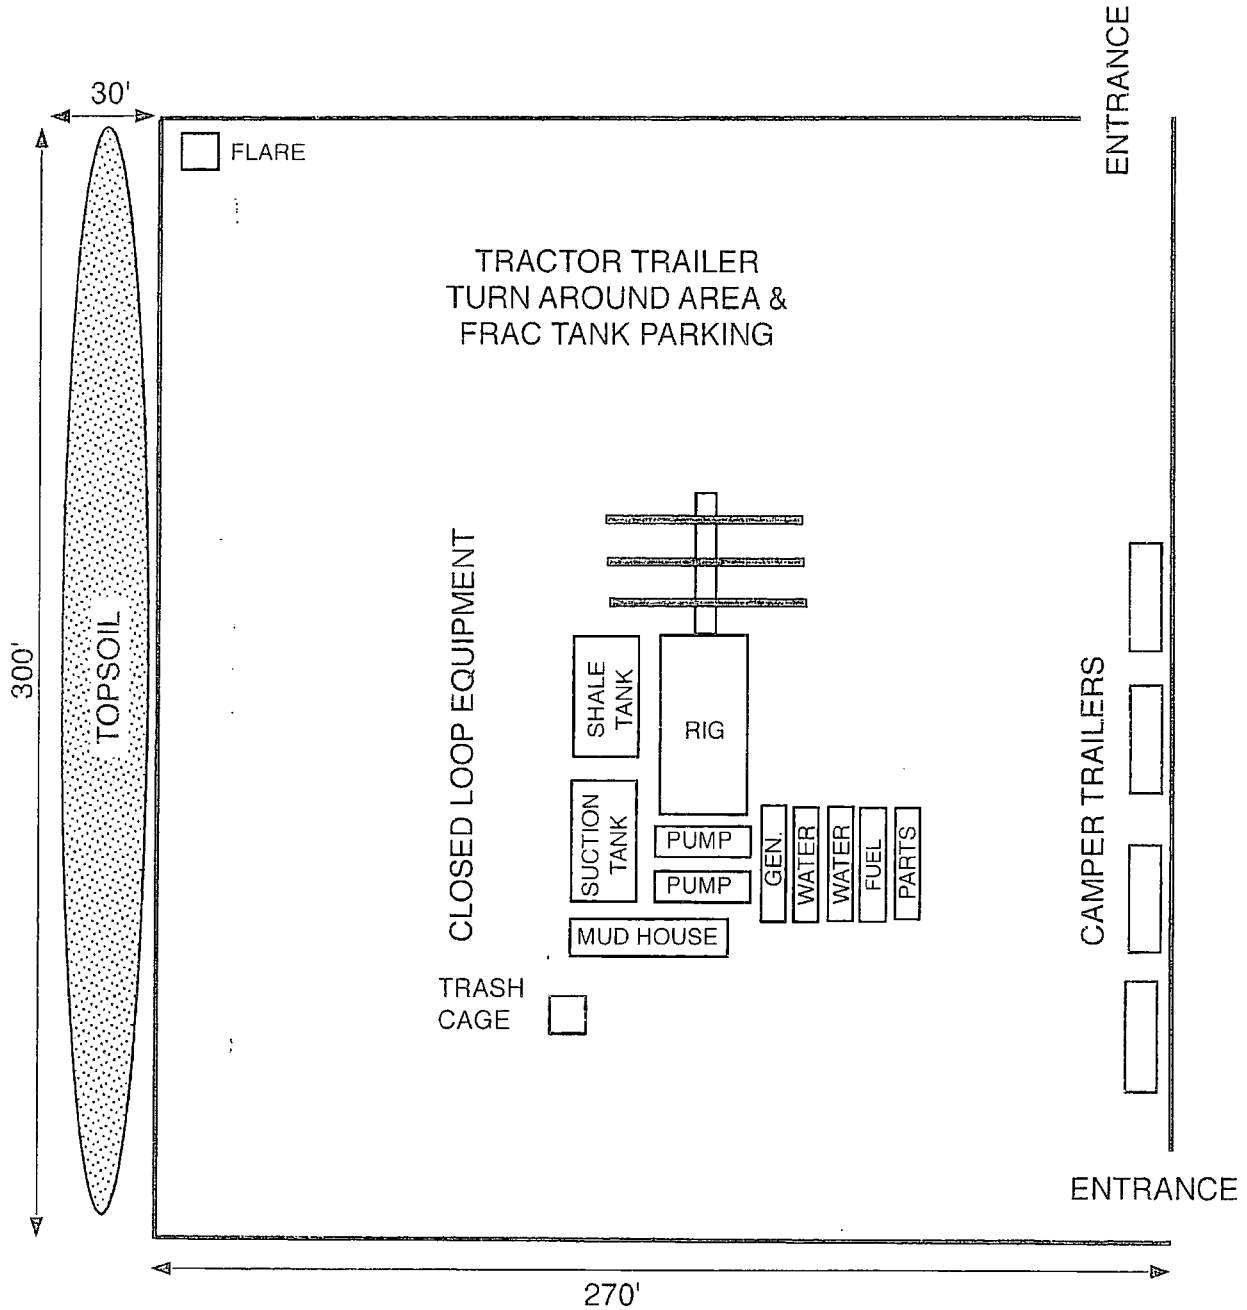 ENTRANCE
30'
FLARE
TRACTOR TRAILER
TURN AROUND AREA &
FRAC TANK PARKING
300'
TOPSOIL
CLOSED LOOP EQUIPMENT
SHALE
TANK
RIG
CAMPER TRAILERS
SUCTION
TANK
PUMP
PUMP
GEN.
WATER
WATER
FUEL
PARTS
MUD HOUSE
TRASH
CAGE
ENTRANCE
270'